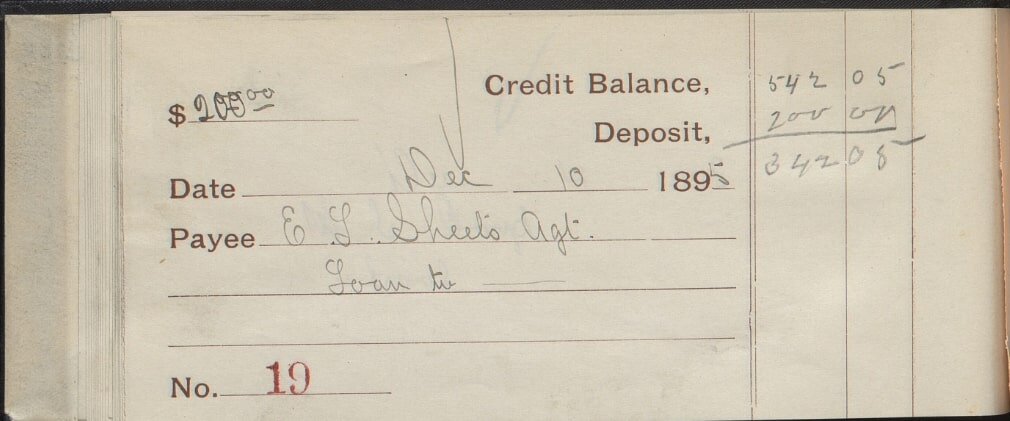 Credit Balance, 542 05
$ 200 00
Deposit, 200 00
342 05
Date Dec 10 1895
Payee E L Sheets Agt.
Loan to
No. 19